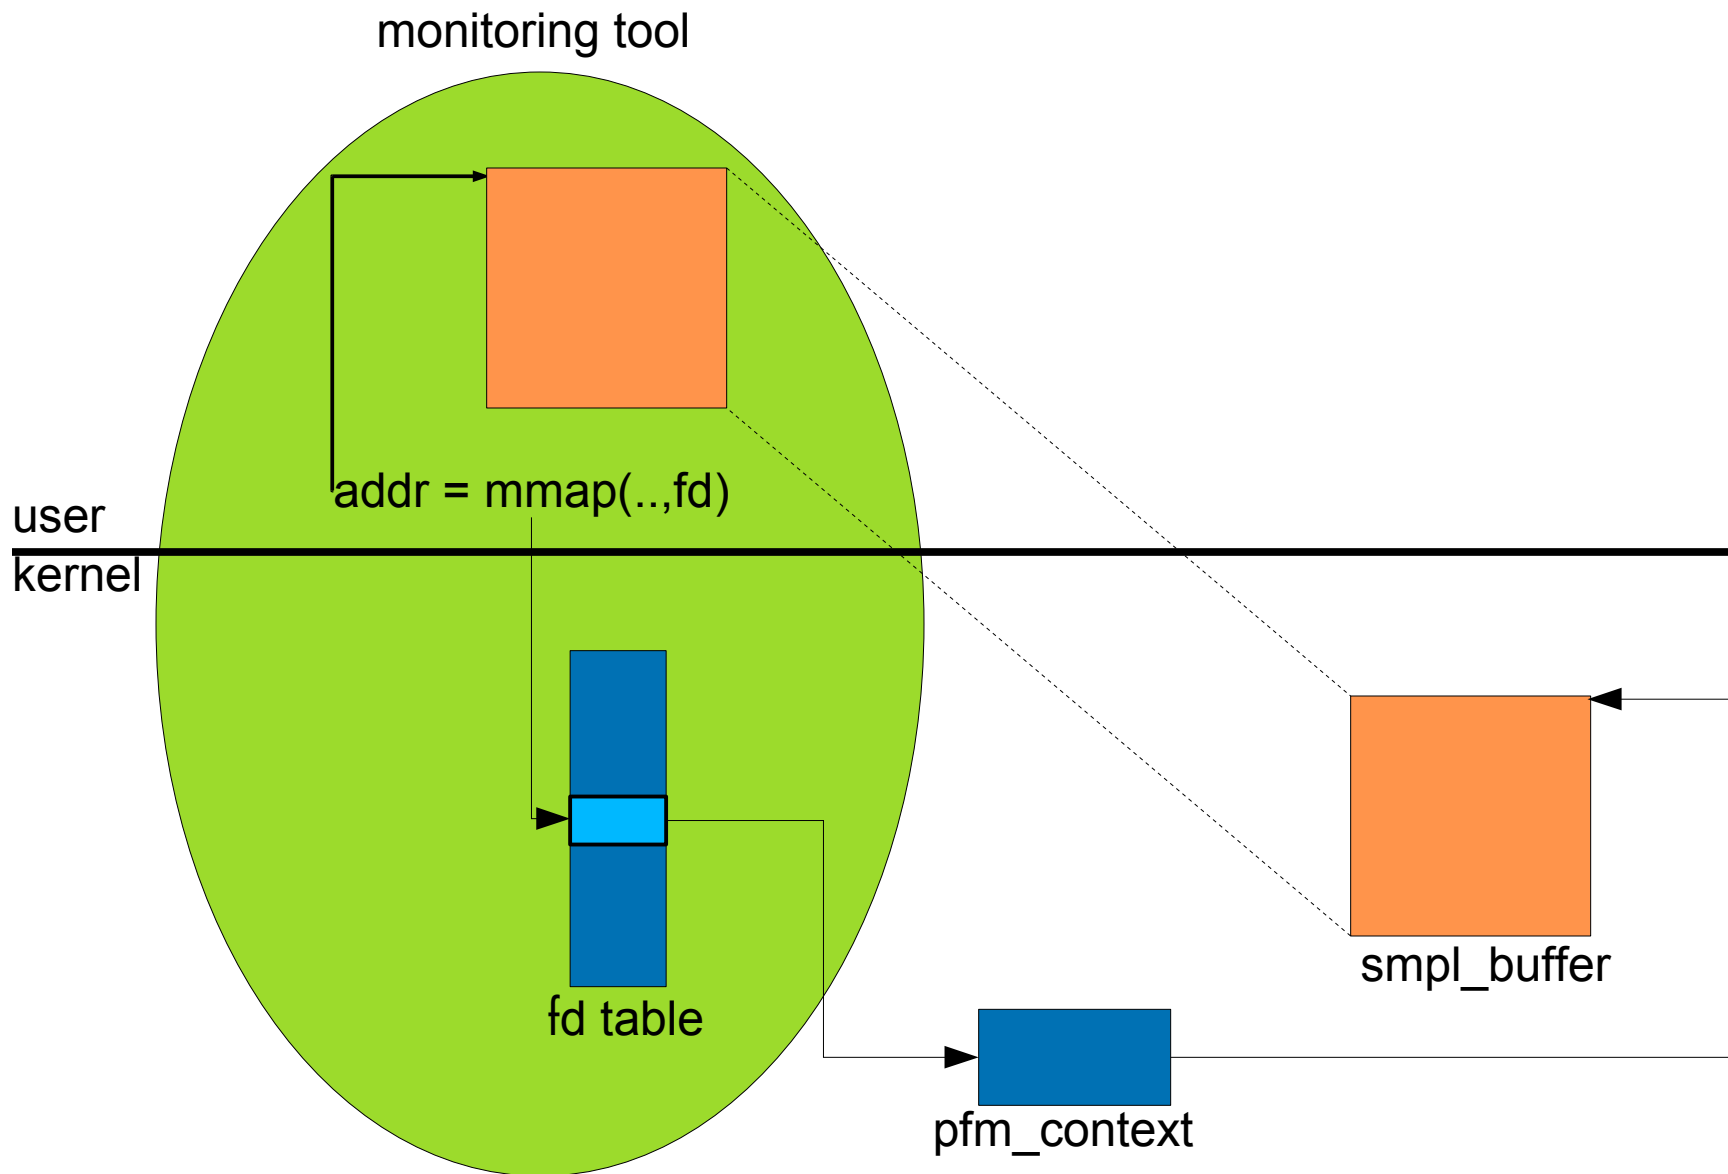 monitoring tool
addr = mmap(..,fd)
user
kernel
smpl_buffer
fd table
pfm_context